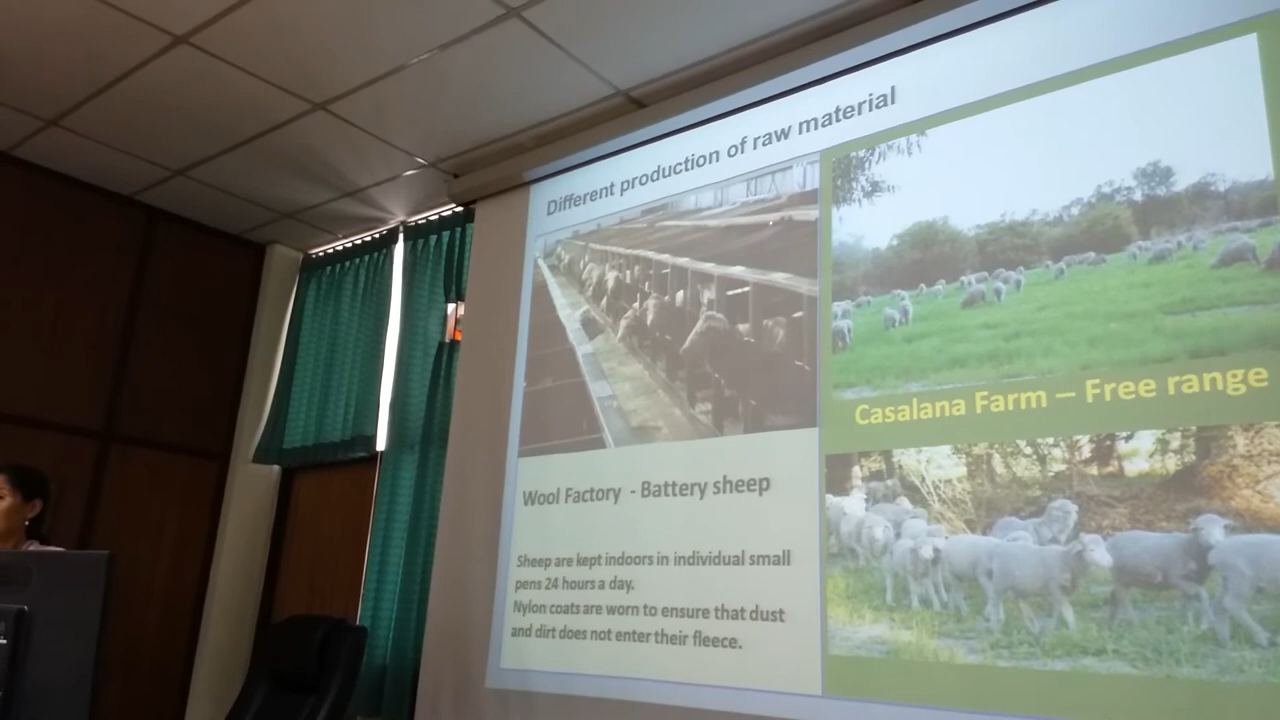 Different production of raw material
Casalana Farm – Free range
Wool Factory - Battery sheep
Sheep are kept indoors in individual small
pens 24 hours a day.
Nylon coats are worn to ensure that dust
and dirt does not enter their fleece.